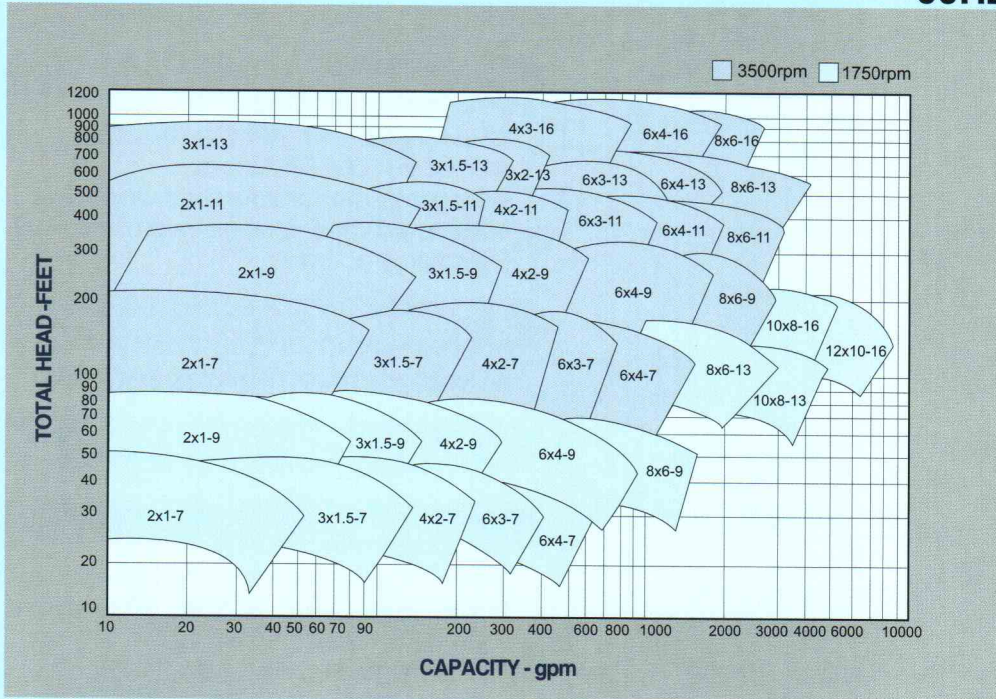 3500rpm 1750rpm
TOTAL HEAD -FEET
1200
1000
900
800
700
600
500
400
300
200
100
90
80
70
60
50
40
30
20
10
4x3-16 6x4-16 8x6-16
3x1-13 3x1.5-13 3x2-13 6x3-13 6x4-13 8x6-13
2x1-11 3x1.5-11 4x2-11 6x3-11 6x4-11 8x6-11
2x1-9 3x1.5-9 4x2-9 6x4-9 8x6-9
10x8-16 12x10-16
2x1-7 3x1.5-7 4x2-7 6x3-7 6x4-7 8x6-13 10x8-13
2x1-9 3x1.5-9 4x2-9 6x4-9 8x6-9
2x1-7 3x1.5-7 4x2-7 6x3-7 6x4-7
10 20 30 40 50 60 70 90 200 300 400 600 800 1000 2000 3000 4000 6000 10000
CAPACITY - gpm